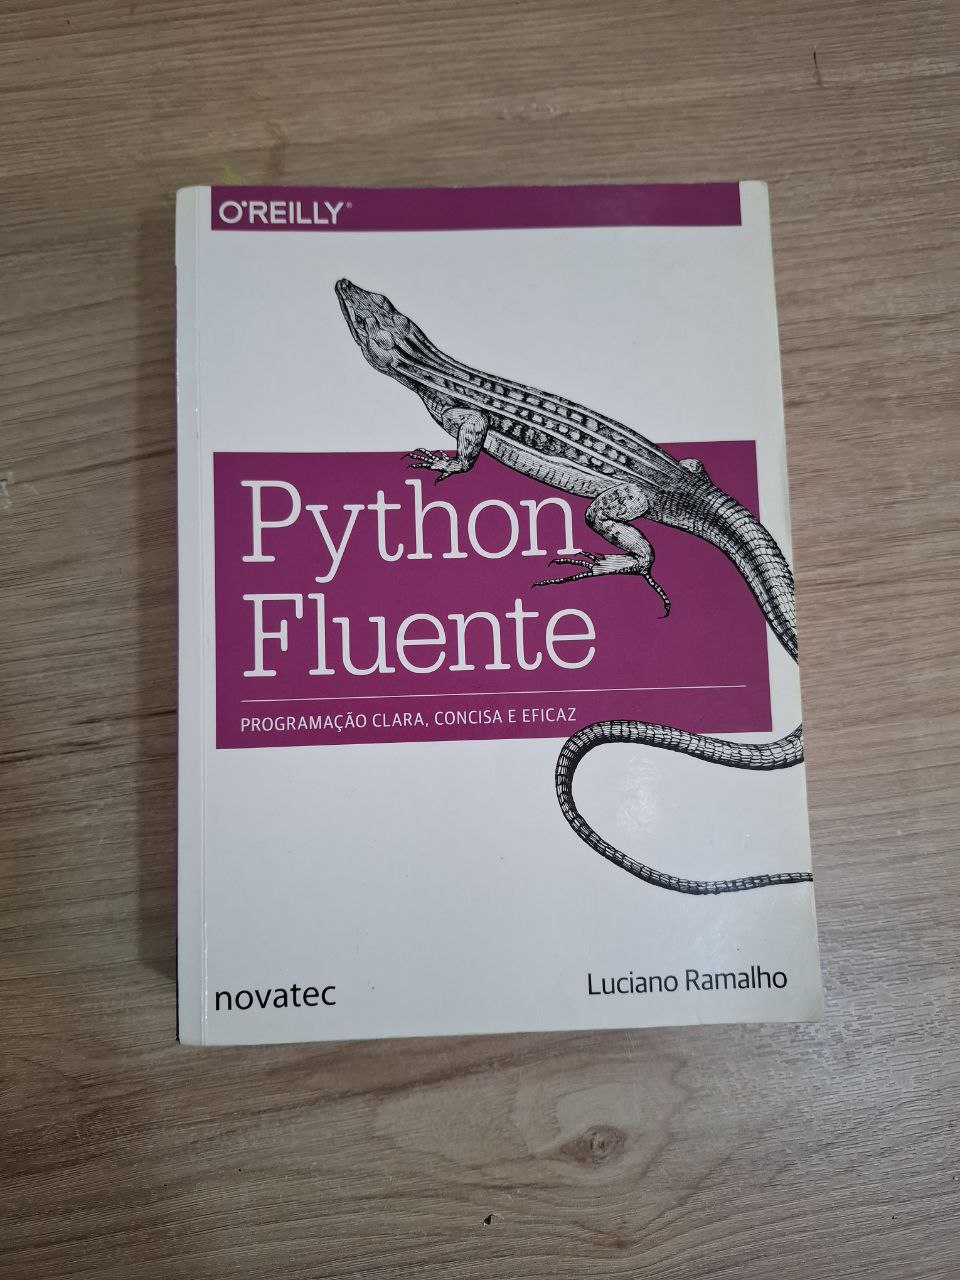 O'REILLY®
Python
Fluente
PROGRAMAÇÃO CLARA, CONCISA E EFICAZ
novatec
Luciano Ramalho